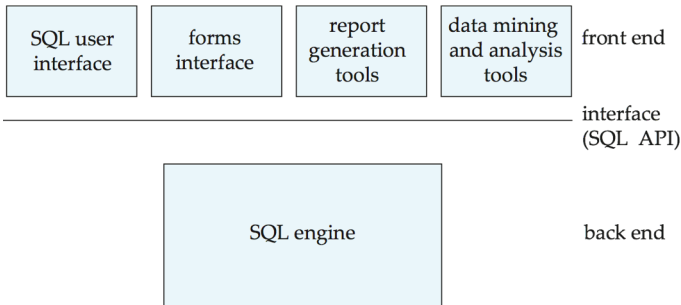 SQL user
interface
forms
interface
report
generation
tools
data mining
and analysis
tools
front end
interface
(SQL API)
SQL engine
back end